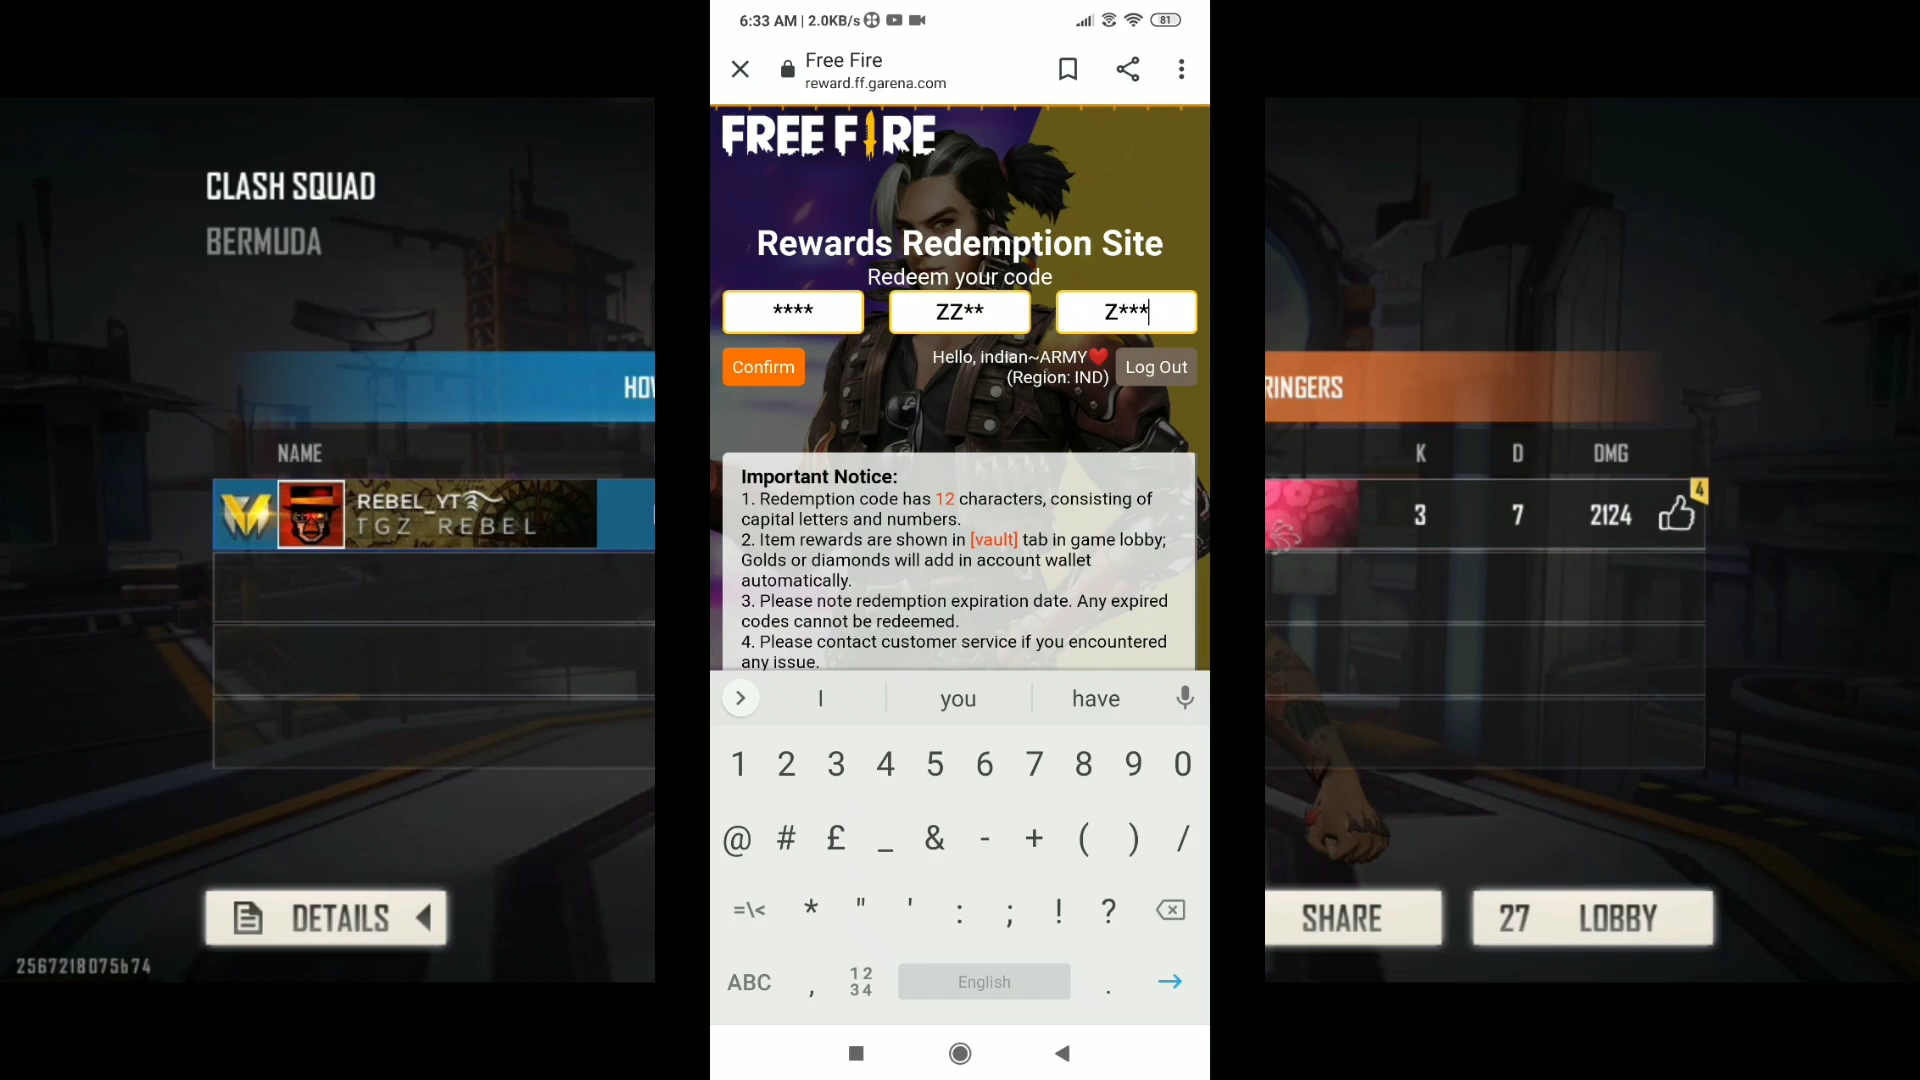 6:33 AM | 2.0KB/s
81
Free Fire
reward.ff.garena.com
FREE FIRE
Rewards Redemption Site
Redeem your code
**** - ZZ** - Z***
Confirm
Hello, indian~ARMY❤️
(Region: IND)
Log Out
Important Notice:
1. Redemption code has 12 characters, consisting of
capital letters and numbers.
2. Item rewards are shown in [vault] tab in game lobby;
Golds or diamonds will add in account wallet
automatically.
3. Please note redemption expiration date. Any expired
codes cannot be redeemed.
4. Please contact customer service if you encountered
any issue.
I you have
1 2 3 4 5 6 7 8 9 0
@ # £ _ & - + ( ) /
=\< * " ' : ; ! ?
ABC , 12 34 English .
CLASH SQUAD
BERMUDA
NAME
REBEL_YT
TGZ REBEL
DETAILS
2567218075b74
RINGERS
K D DMG
3 7 2124 4
SHARE
27 LOBBY